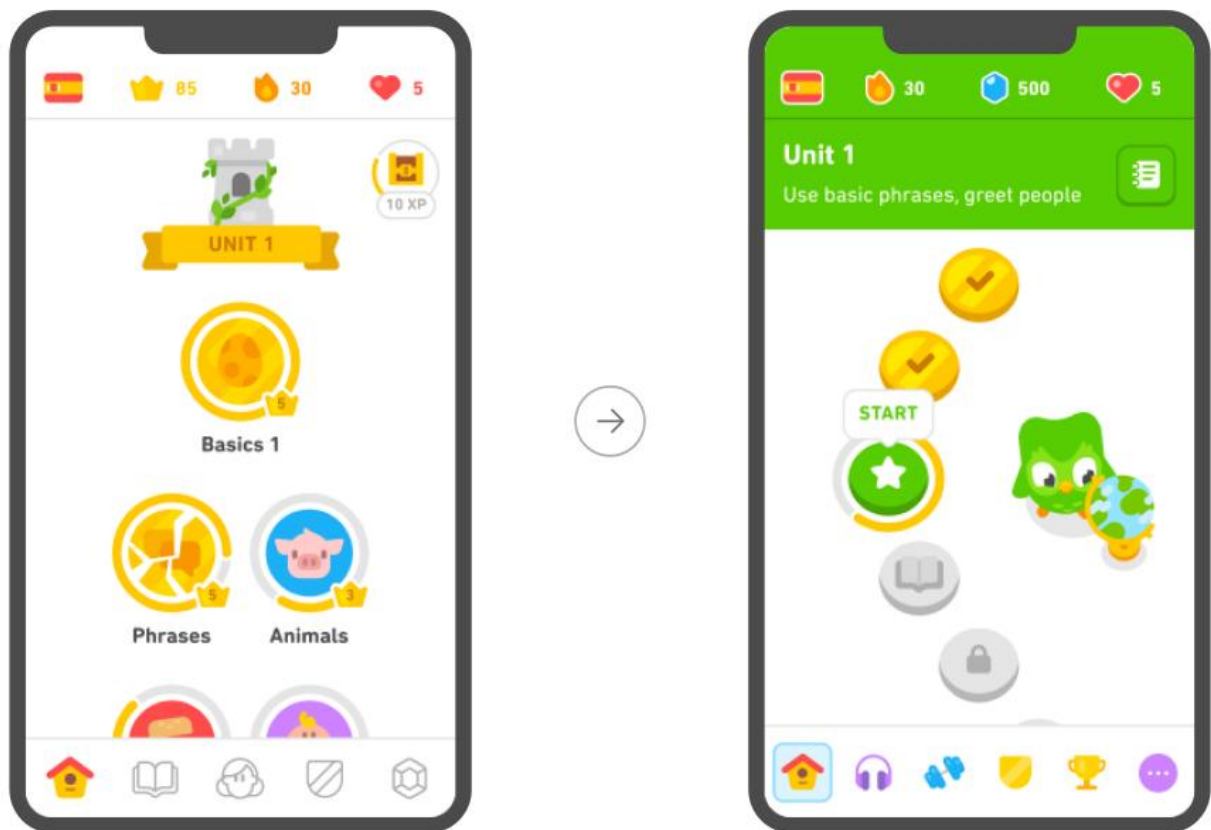 85
30
5
10 XP
UNIT 1
5
Basics 1
5
3
Phrases
Animals
30
500
5
Unit 1
Use basic phrases, greet people
START